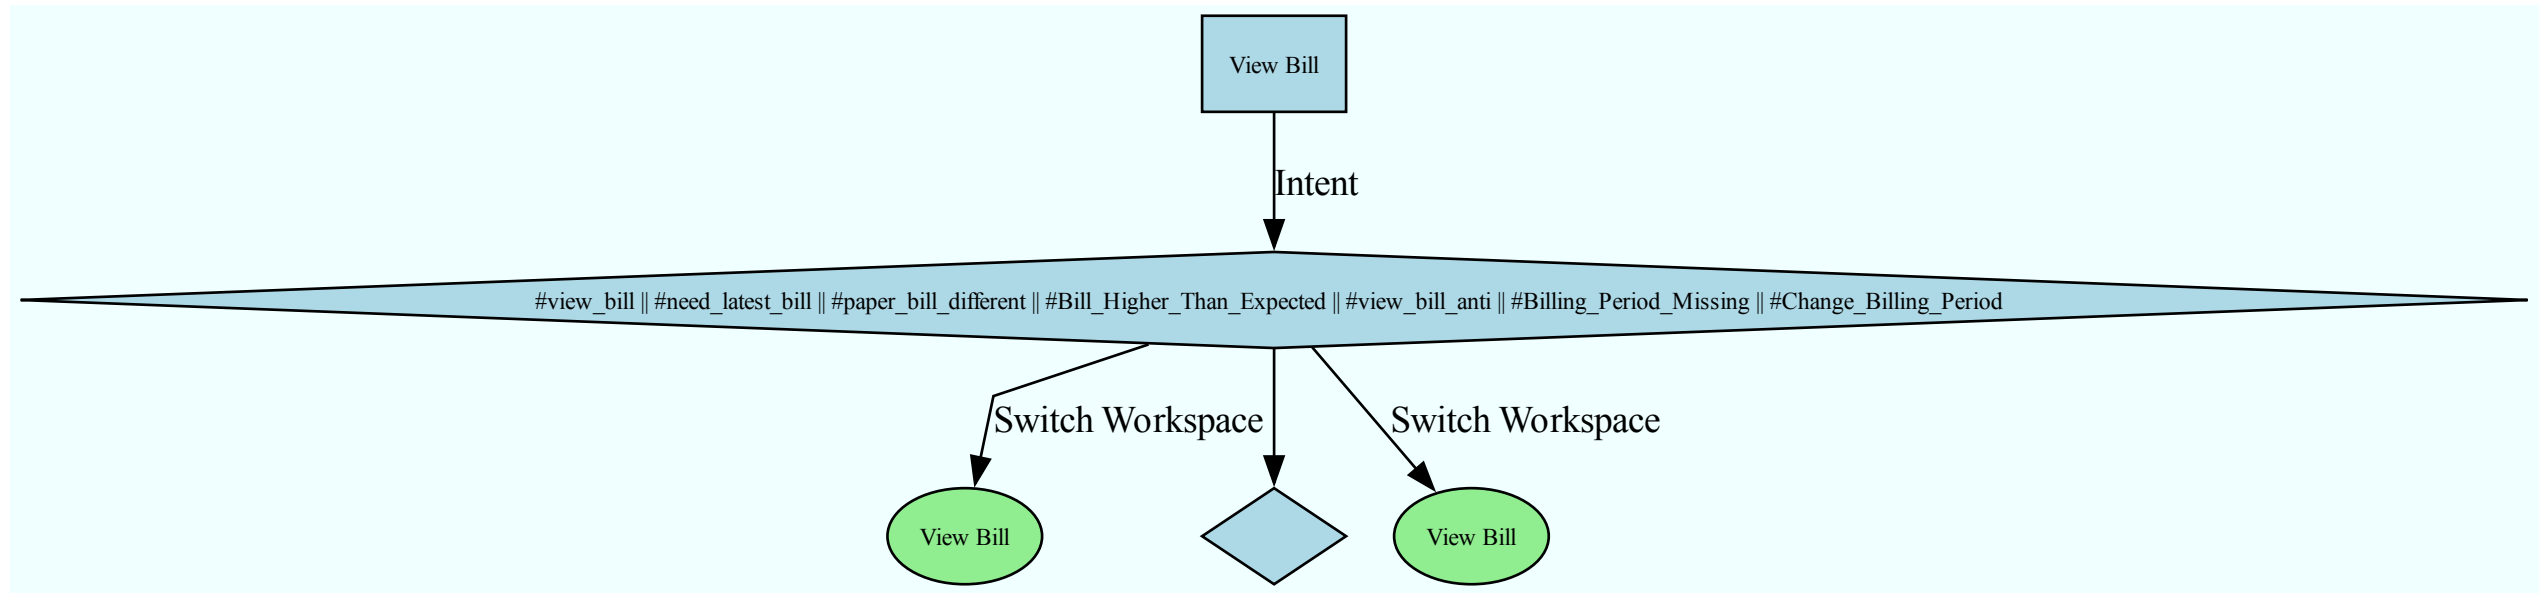 View Bill
Intent
#view_bill || #need_latest_bill || #paper_bill_different || #Bill_Higher_Than_Expected || #view_bill_anti || #Billing_Period_Missing || #Change_Billing_Period
Switch Workspace
Switch Workspace
View Bill
View Bill